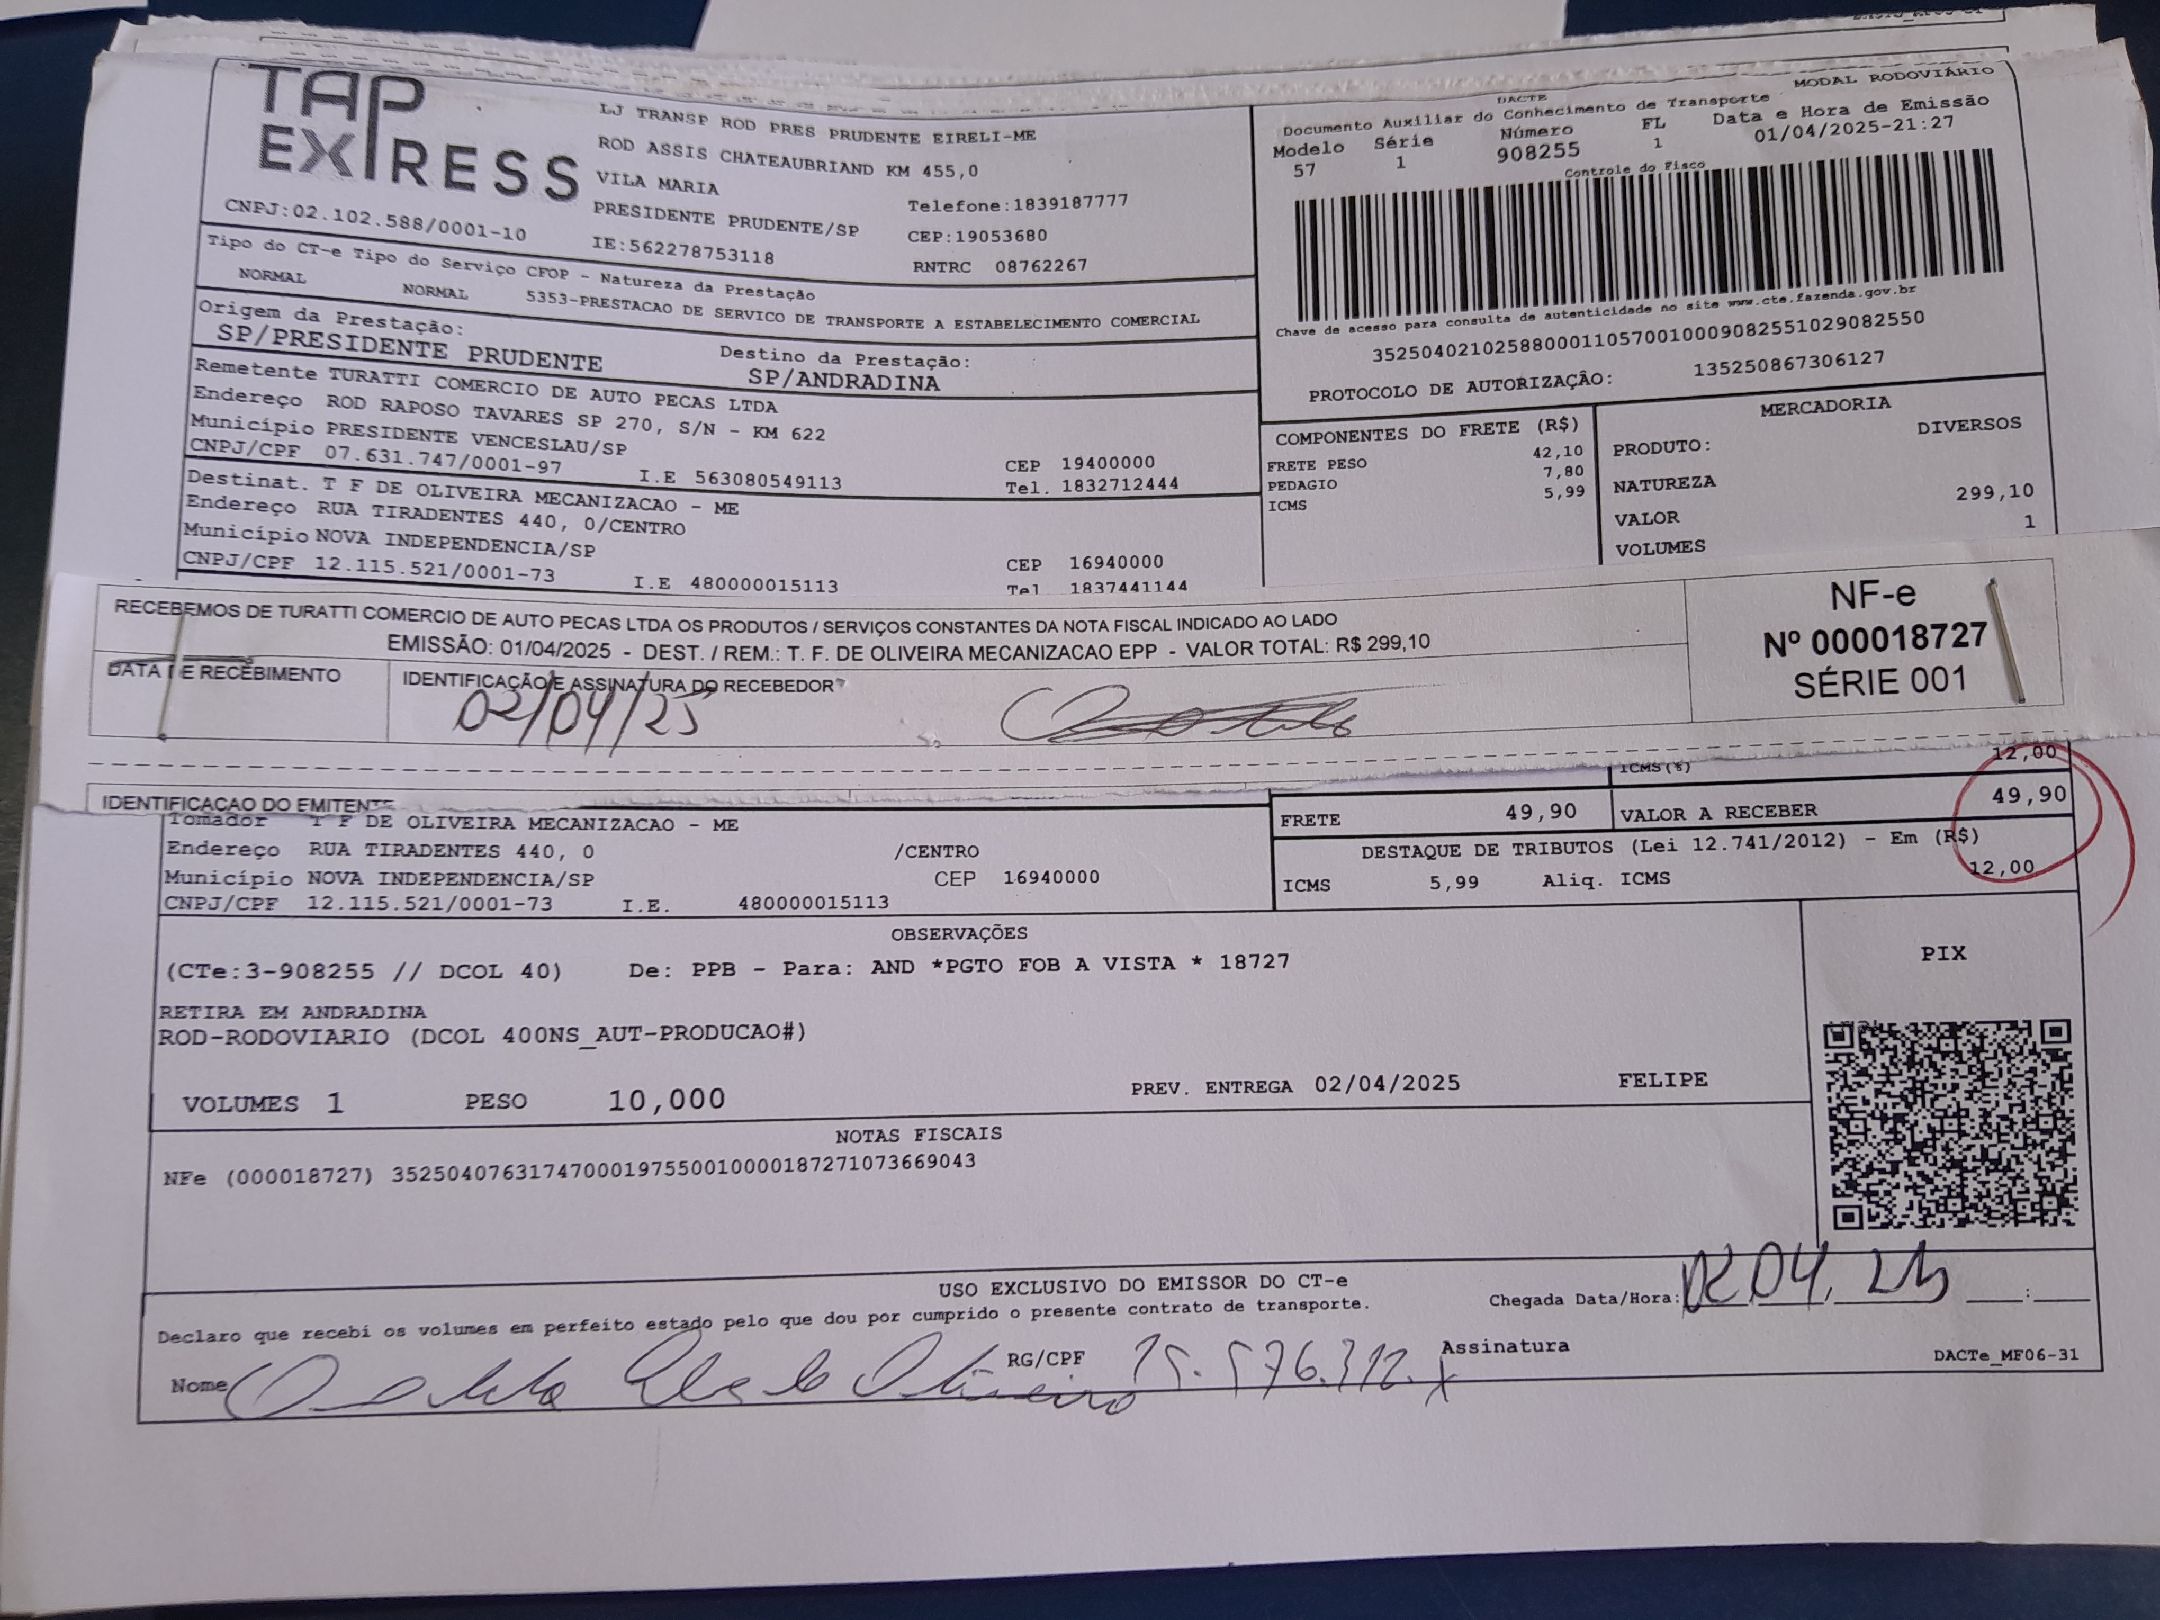 TAP
EXPRESS
CNPJ:02.102.588/0001-10
LJ TRANSP ROD PRES PRUDENTE EIRELI-ME
ROD ASSIS CHATEAUBRIAND KM 455,0
VILA MARIA
PRESIDENTE PRUDENTE/SP
IE:562278753118
Telefone:1839187777
CEP:19053680
RNTRC 08762267
MODAL RODOVIÁRIO
DACTE
Documento Auxiliar do Conhecimento de Transporte
Modelo Série Número FL Data e Hora de Emissão
57 1 908255 1 01/04/2025-21:27
Controle do Fisco
Chave de acesso para consulta de autenticidade no site www.cte.fazenda.gov.br
35250402102588000110570010009082551029082550
PROTOCOLO DE AUTORIZAÇÃO: 135250867306127
Tipo do CT-e Tipo do Serviço CFOP - Natureza da Prestação
NORMAL NORMAL 5353-PRESTACAO DE SERVICO DE TRANSPORTE A ESTABELECIMENTO COMERCIAL
Origem da Prestação: Destino da Prestação:
SP/PRESIDENTE PRUDENTE SP/ANDRADINA
Remetente TURATTI COMERCIO DE AUTO PECAS LTDA
Endereço ROD RAPOSO TAVARES SP 270, S/N - KM 622
Município PRESIDENTE VENCESLAU/SP CEP 19400000
CNPJ/CPF 07.631.747/0001-97 I.E 563080549113 Tel. 1832712444
Destinat. T F DE OLIVEIRA MECANIZACAO - ME
Endereço RUA TIRADENTES 440, 0/CENTRO
Município NOVA INDEPENDENCIA/SP CEP 16940000
CNPJ/CPF 12.115.521/0001-73 I.E 480000015113 Tel 1837441144
COMPONENTES DO FRETE (R$)
FRETE PESO 42,10
PEDAGIO 7,80
ICMS 5,99
MERCADORIA
PRODUTO: DIVERSOS
NATUREZA
VALOR 299,10
VOLUMES 1
RECEBEMOS DE TURATTI COMERCIO DE AUTO PECAS LTDA OS PRODUTOS / SERVIÇOS CONSTANTES DA NOTA FISCAL INDICADO AO LADO
EMISSÃO: 01/04/2025 - DEST. / REM.: T. F. DE OLIVEIRA MECANIZACAO EPP - VALOR TOTAL: R$ 299,10
DATA DE RECEBIMENTO IDENTIFICAÇÃO E ASSINATURA DO RECEBEDOR
02/04/25
NF-e
Nº 000018727
SÉRIE 001
IDENTIFICAÇÃO DO EMITENTE
ICMS(%) 12,00
FRETE 49,90 VALOR A RECEBER 49,90
DESTAQUE DE TRIBUTOS (Lei 12.741/2012) - Em (R$)
ICMS 5,99 Aliq. ICMS 12,00
Tomador T F DE OLIVEIRA MECANIZACAO - ME
Endereço RUA TIRADENTES 440, 0 /CENTRO
Município NOVA INDEPENDENCIA/SP CEP 16940000
CNPJ/CPF 12.115.521/0001-73 I.E. 480000015113
OBSERVAÇÕES
(CTe:3-908255 // DCOL 40) De: PPB - Para: AND *PGTO FOB A VISTA * 18727
RETIRA EM ANDRADINA
ROD-RODOVIARIO (DCOL 400NS_AUT-PRODUCAO#)
VOLUMES 1 PESO 10,000 PREV. ENTREGA 02/04/2025 FELIPE
PIX
NOTAS FISCAIS
NFe (000018727) 35250407631747000197550010000187271073669043
USO EXCLUSIVO DO EMISSOR DO CT-e
Declaro que recebi os volumes em perfeito estado pelo que dou por cumprido o presente contrato de transporte.
Chegada Data/Hora: 02.04.25 :
Nome RG/CPF Assinatura
DACTe_MF06-31